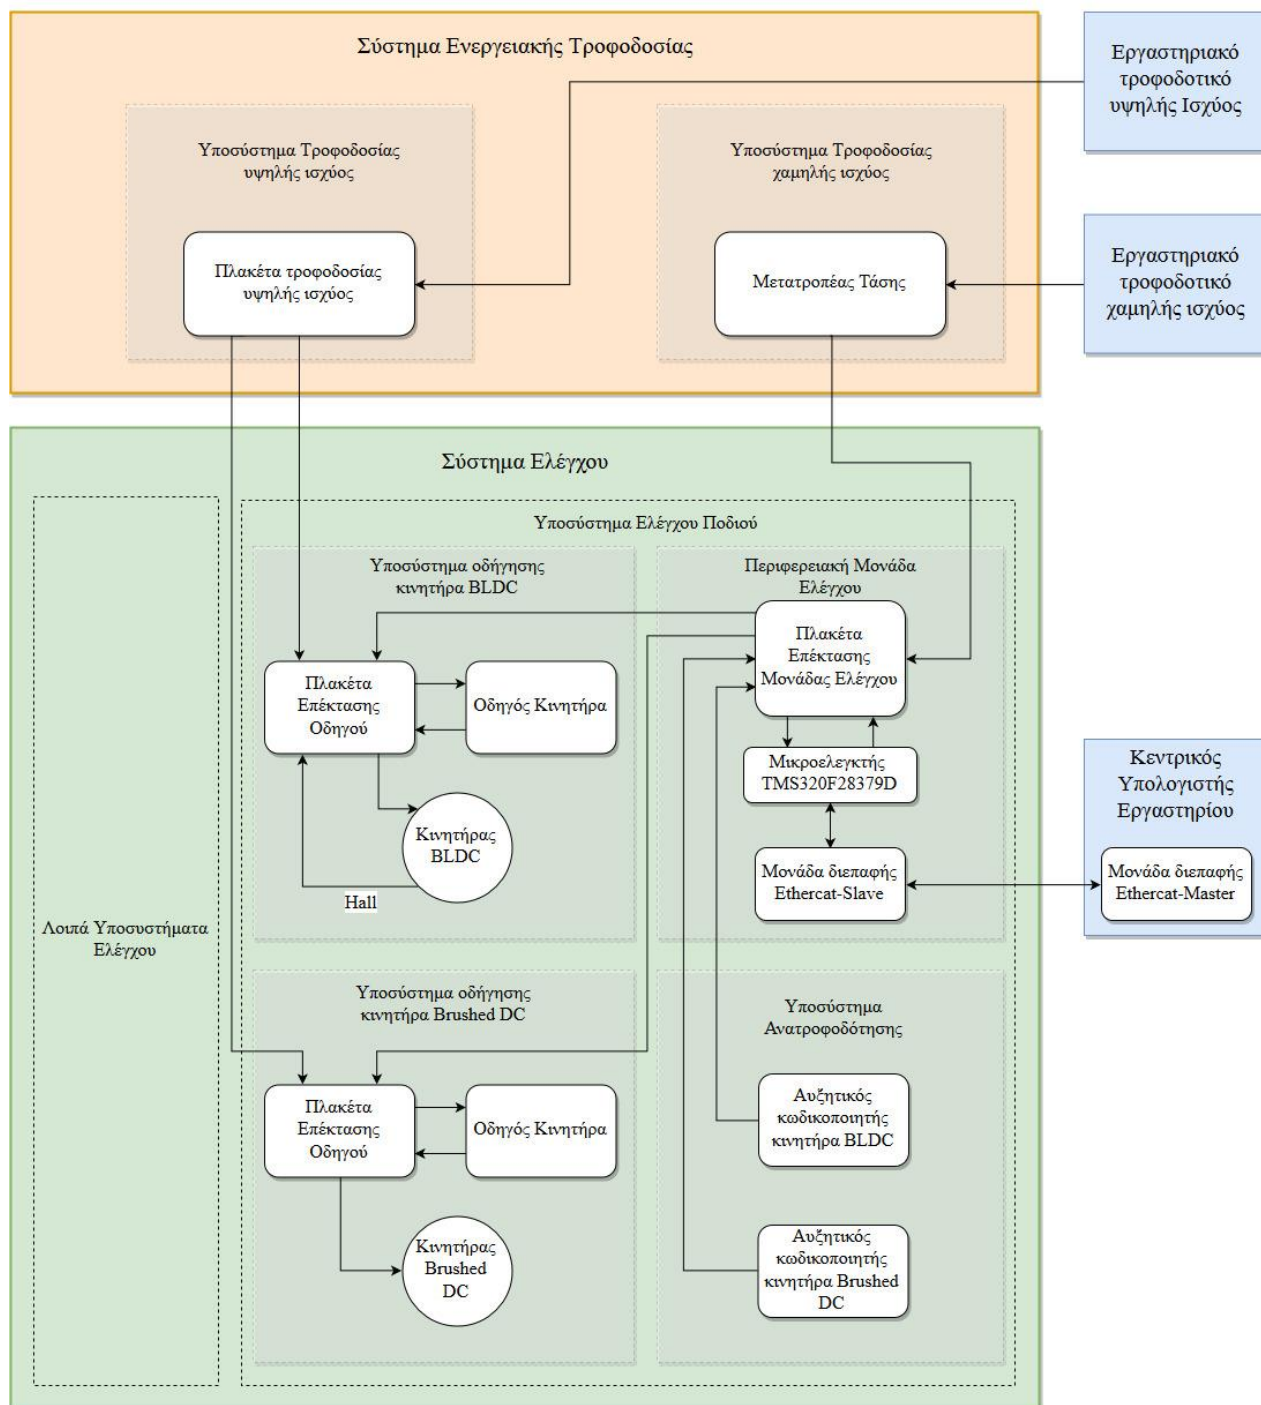 Σύστημα Ενεργειακής Τροφοδοσίας
Εργαστηριακό
τροφοδοτικό
υψηλής Ισχύος
Υποσύστημα Τροφοδοσίας
υψηλής ισχύος
Υποσύστημα Τροφοδοσίας
χαμηλής ισχύος
Πλακέτα τροφοδοσίας
υψηλής ισχύος
Μετατροπέας Τάσης
Εργαστηριακό
τροφοδοτικό
χαμηλής ισχύος
Σύστημα Ελέγχου
Υποσύστημα Ελέγχου Ποδιού
Υποσύστημα οδήγησης
κινητήρα BLDC
Περιφερειακή Μονάδα
Ελέγχου
Πλακέτα
Επέκτασης
Οδηγού
Οδηγός Κινητήρα
Πλακέτα
Επέκτασης
Μονάδας Ελέγχου
Μικροελεγκτής
TMS320F28379D
Κινητήρας
BLDC
Hall
Μονάδα διεπαφής
Ethercat-Slave
Κεντρικός
Υπολογιστής
Εργαστηρίου
Μονάδα διεπαφής
Ethercat-Master
Λοιπά Υποσυστήματα
Ελέγχου
Υποσύστημα οδήγησης
κινητήρα Brushed DC
Υποσύστημα
Ανατροφοδότησης
Πλακέτα
Επέκτασης
Οδηγού
Οδηγός Κινητήρα
Αυξητικός
κωδικοποιητής
κινητήρα BLDC
Κινητήρας
Brushed
DC
Αυξητικός
κωδικοποιητής
κινητήρα Brushed
DC